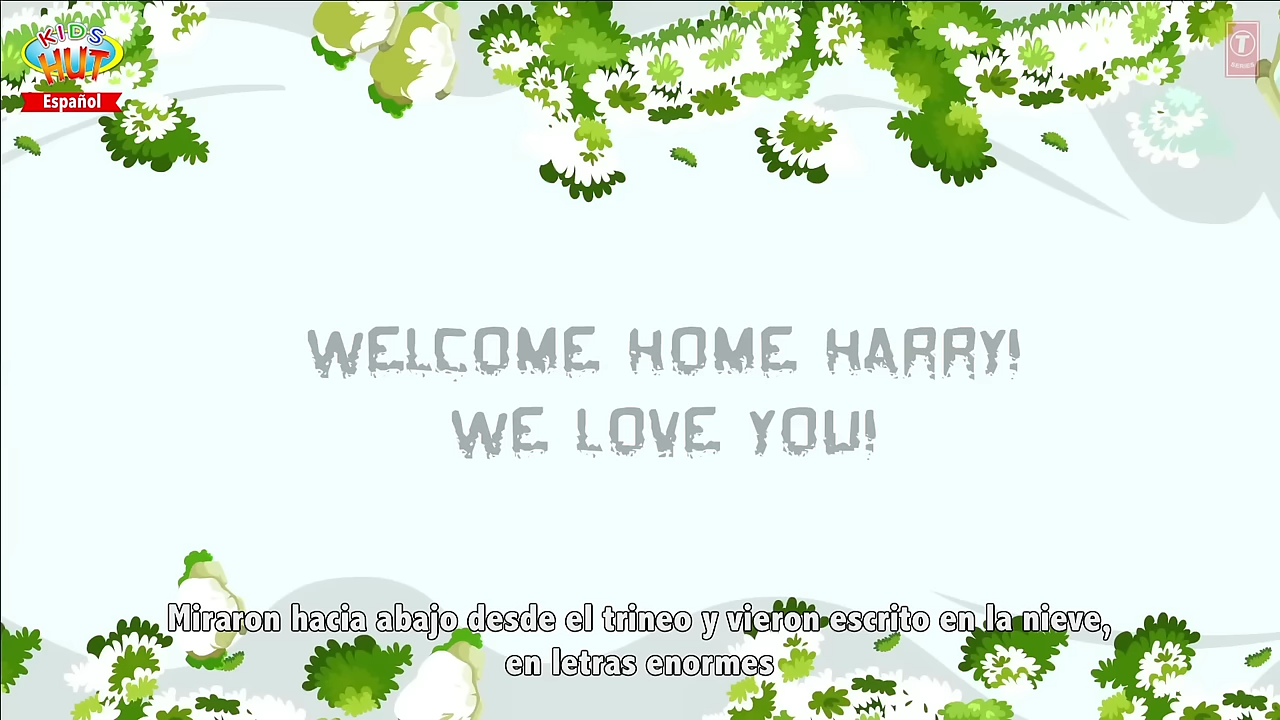 KIDS
HUT
Español
T
SERIES
WELCOME HOME HARRY!
WE LOVE YOU!
Miraron hacia abajo desde el trineo y vieron escrito en la nieve,
en letras enormes